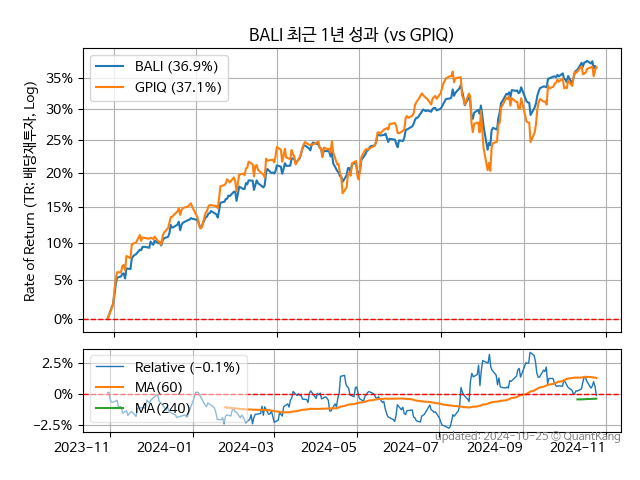 BALI 최근 1년 성과 (vs GPIQ)
BALI (36.9%)
GPIQ (37.1%)
Rate of Return (TR: 배당재투자, Log)
35%
30%
25%
20%
15%
10%
5%
0%
Relative (−0.1%)
MA(60)
MA(240)
2.5%
0%
−2.5%
2023-11
2024-01
2024-03
2024-05
2024-07
2024-09
2024-11
Updated: 2024-10-25 © QuantKang